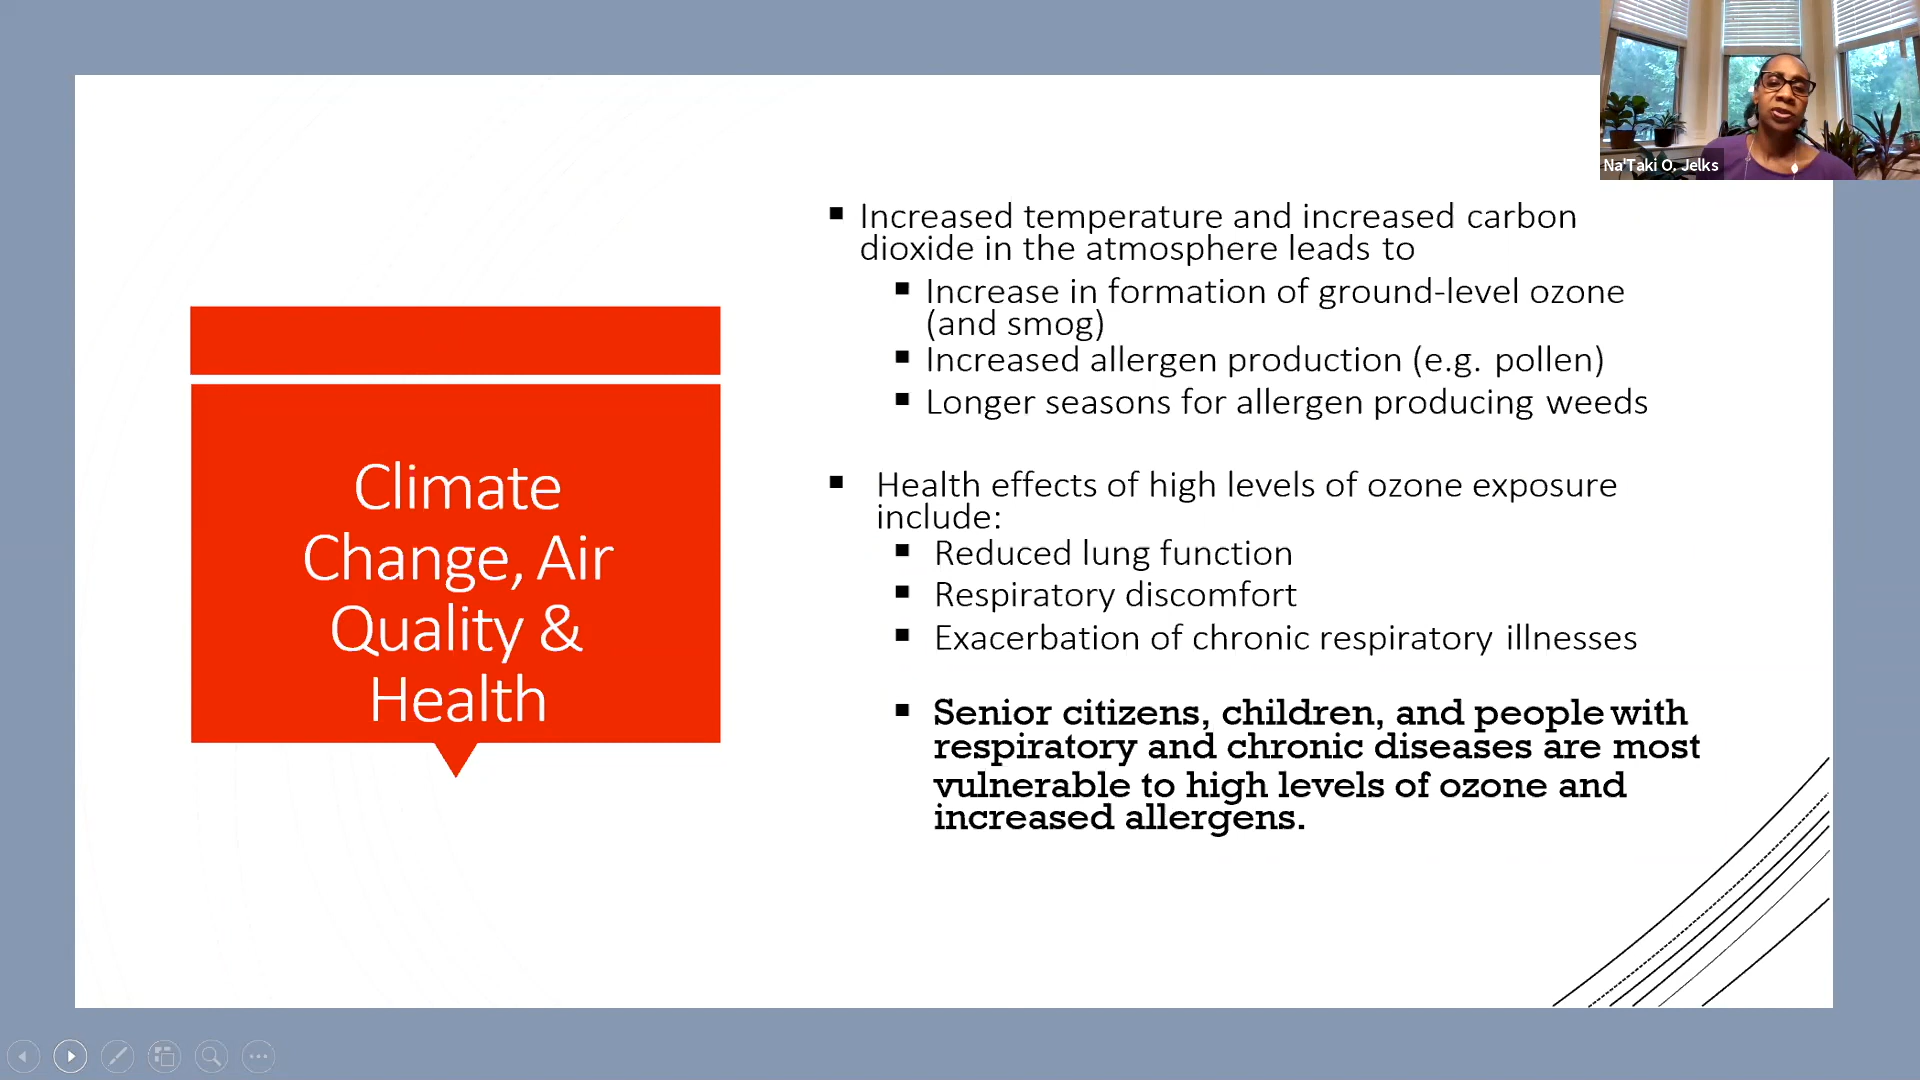 Na'Taki O. Jelks
Climate
Change, Air
Quality &
Health
Increased temperature and increased carbon
dioxide in the atmosphere leads to
Increase in formation of ground-level ozone
(and smog)
Increased allergen production (e.g. pollen)
Longer seasons for allergen producing weeds
Health effects of high levels of ozone exposure
include:
Reduced lung function
Respiratory discomfort
Exacerbation of chronic respiratory illnesses
Senior citizens, children, and people with
respiratory and chronic diseases are most
vulnerable to high levels of ozone and
increased allergens.